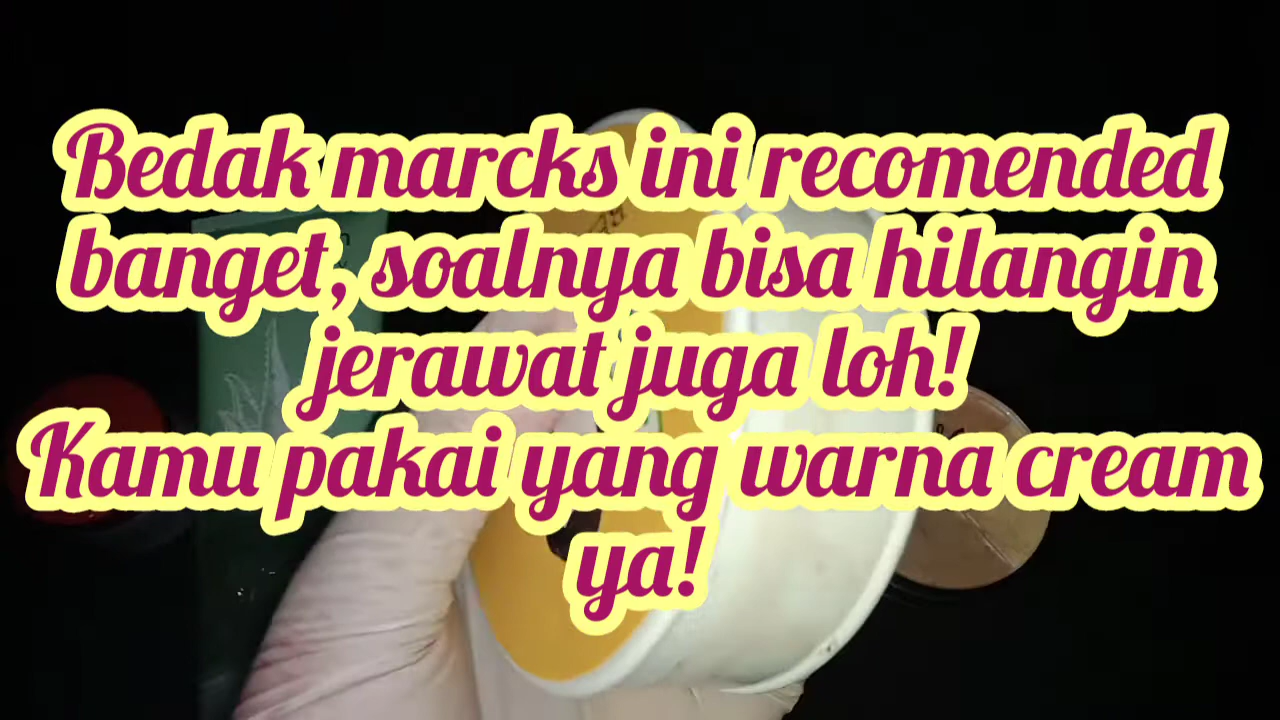 Bedak marcks ini recomended
banget, soalnya bisa hilangin
jerawat juga loh!
Kamu pakai yang warna cream
ya!